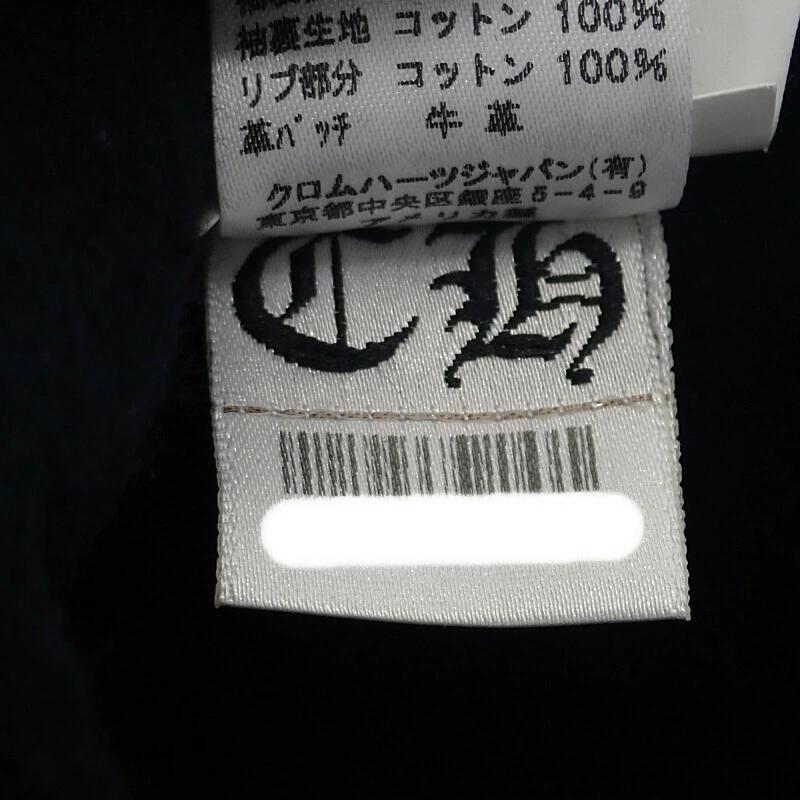 袖裏生地 コットン 100%
リブ部分 コットン 100%
革パッチ 牛革
クロムハーツジャパン(有)
東京都中央区銀座5-4-9
アメリカ製
CH